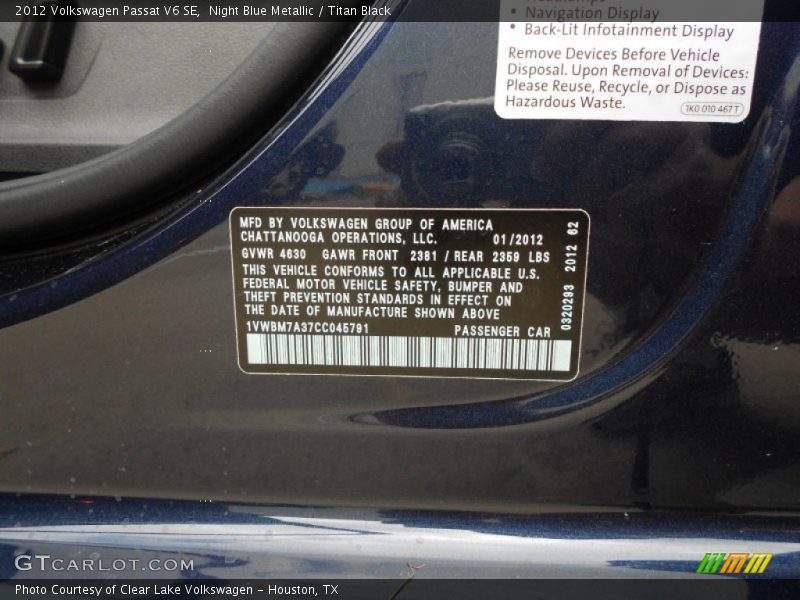 2012 Volkswagen Passat V6 SE,  Night Blue Metallic / Titan Black
• Navigation Display
• Back-Lit Infotainment Display
Remove Devices Before Vehicle
Disposal. Upon Removal of Devices:
Please Reuse, Recycle, or Dispose as
Hazardous Waste.
1K0 010 467 T
MFD BY VOLKSWAGEN GROUP OF AMERICA
CHATTANOOGA OPERATIONS, LLC. 01/2012
GVWR 4630 GAWR FRONT 2381 / REAR 2359 LBS
THIS VEHICLE CONFORMS TO ALL APPLICABLE U.S.
FEDERAL MOTOR VEHICLE SAFETY, BUMPER AND
THEFT PREVENTION STANDARDS IN EFFECT ON
THE DATE OF MANUFACTURE SHOWN ABOVE
1VWBM7A37CC045791 PASSENGER CAR
0320293 2012 62
GTCARLOT.COM
Photo Courtesy of Clear Lake Volkswagen – Houston, TX